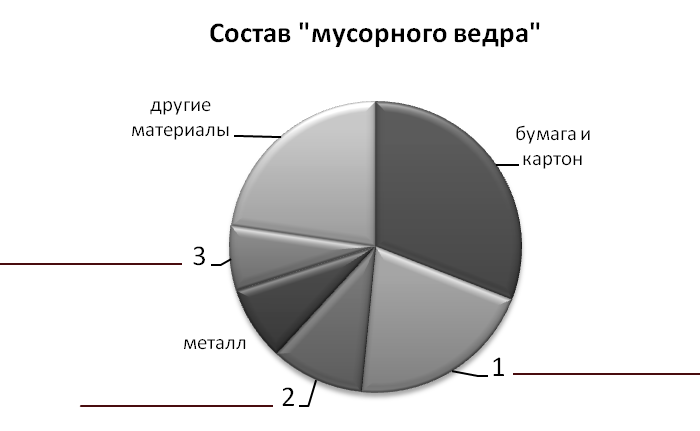 Состав "мусорного ведра"
другие
материалы
бумага и
картон
3
металл
1
2